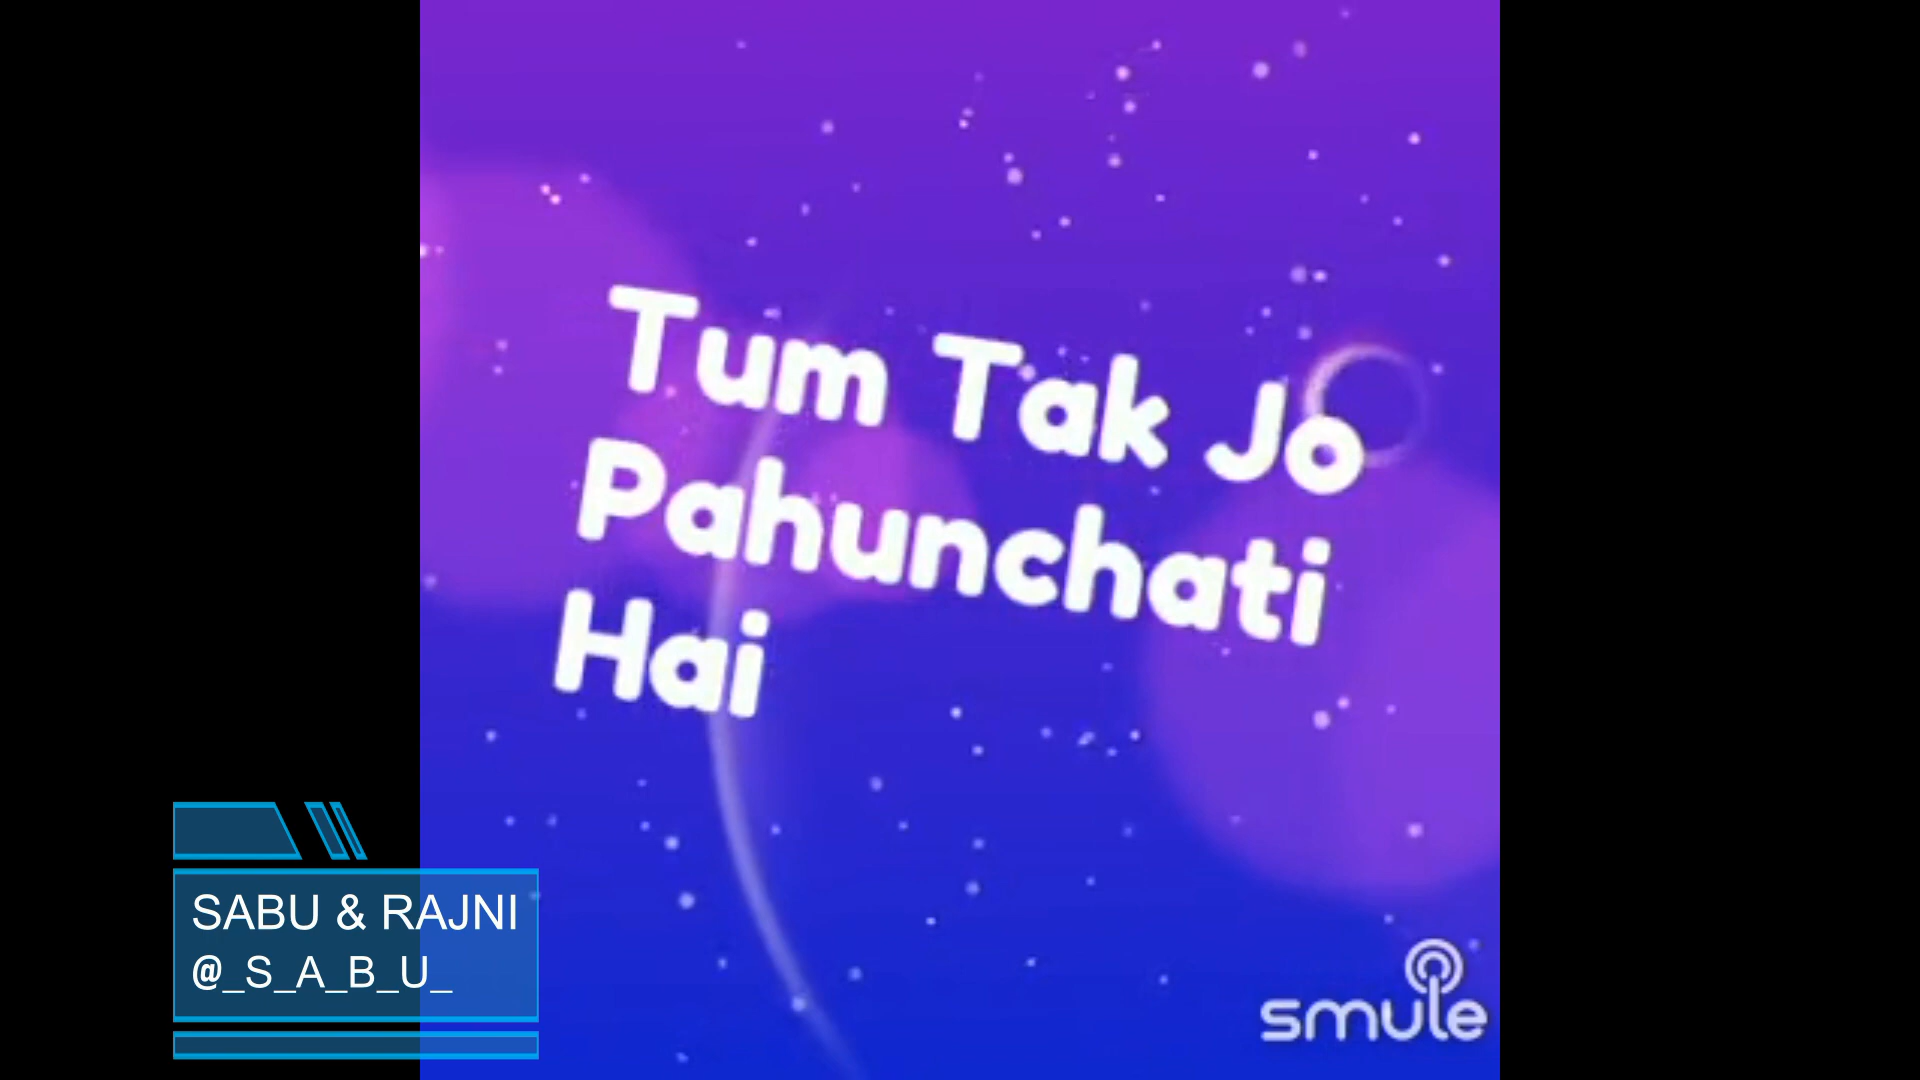 Tum Tak Jo
Pahunchati
Hai
SABU & RAJNI
@_S_A_B_U_
smule